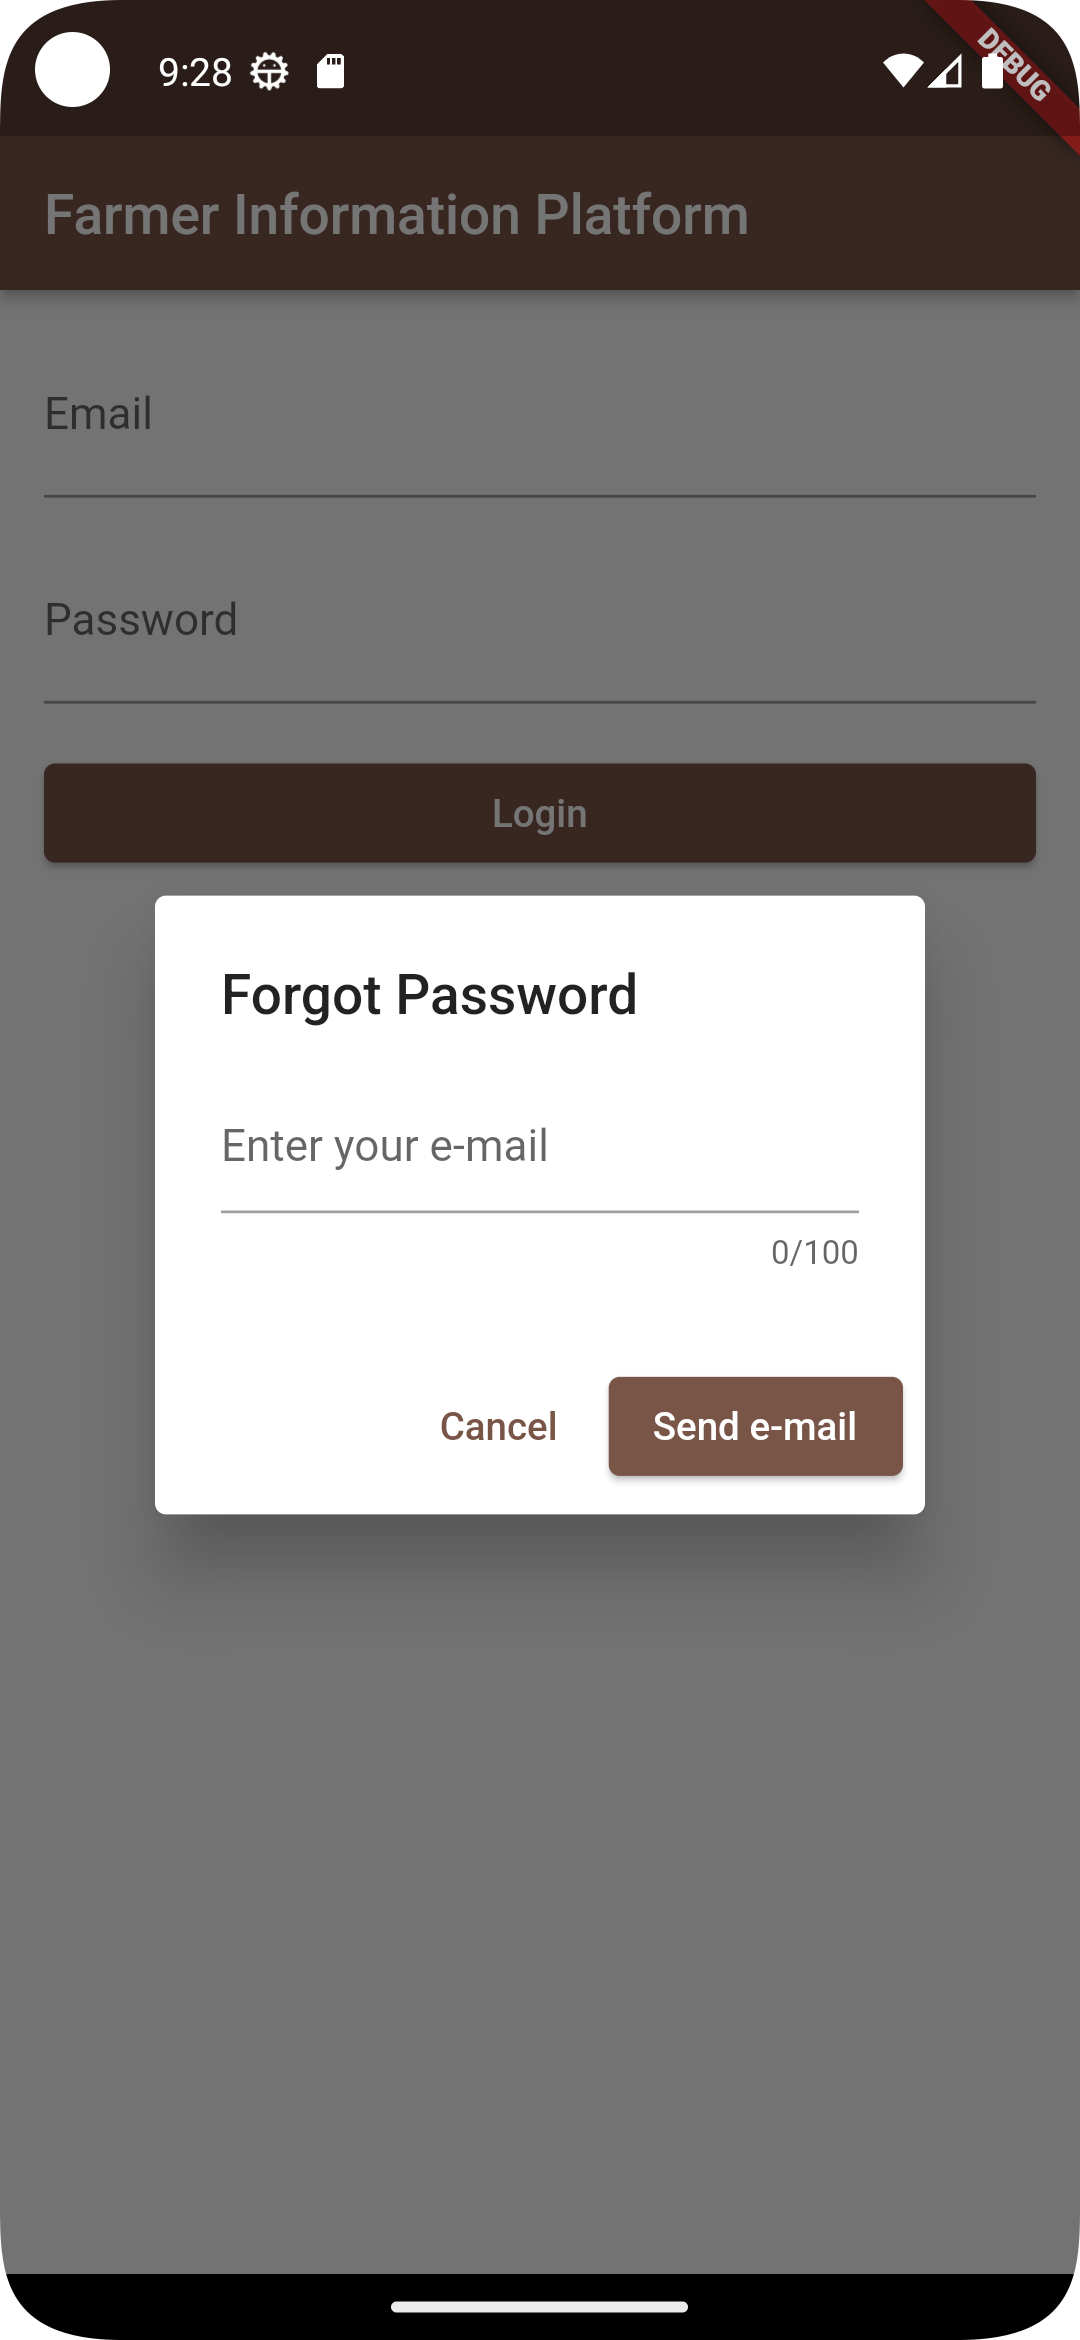 9:28
DEBUG
Farmer Information Platform
Email
Password
Login
Forgot Password
Enter your e-mail
0/100
Cancel
Send e-mail